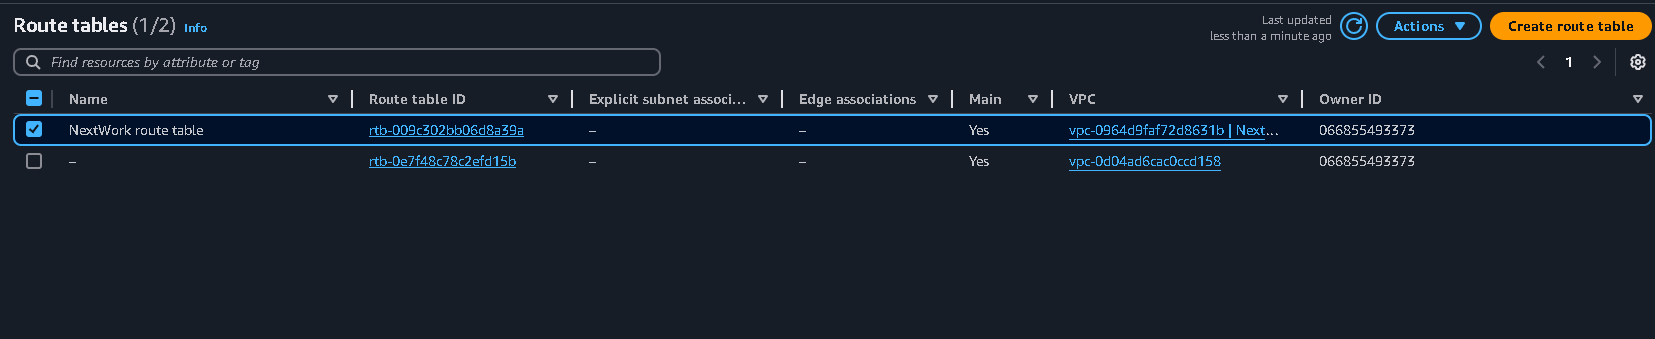 Route tables (1/2) Info
Last updated
less than a minute ago
Actions
Create route table
Find resources by attribute or tag
1
Name Route table ID Explicit subnet associ... Edge associations Main VPC Owner ID
NextWork route table rtb-009c302bb06d8a39a – – Yes vpc-0964d9faf72d8631b | Next... 066855493373
– rtb-0e7f48c78c2efd15b – – Yes vpc-0d04ad6cac0ccd158 066855493373